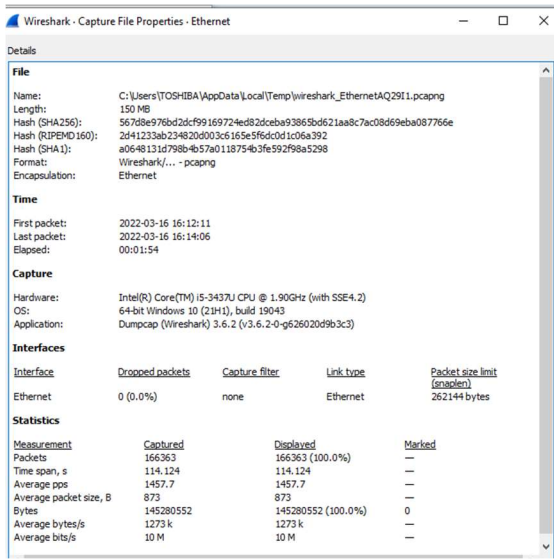 Wireshark · Capture File Properties · Ethernet
Details
File
Name: C:\Users\TOSHIBA\AppData\Local\Temp\wireshark_EthernetAQ29I1.pcapng
Length: 150 MB
Hash (SHA256): 567d8e976bd2dcf99169724ed82dceba93865bd621aa8c7ac08d69eba087766e
Hash (RIPEMD160): 2d41233ab234820d003c6165e5f6dc0d1c06a392
Hash (SHA1): a0648131d798b4b57a0118754b3fe592f98a5298
Format: Wireshark/... - pcapng
Encapsulation: Ethernet
Time
First packet: 2022-03-16 16:12:11
Last packet: 2022-03-16 16:14:06
Elapsed: 00:01:54
Capture
Hardware: Intel(R) Core(TM) i5-3437U CPU @ 1.90GHz (with SSE4.2)
OS: 64-bit Windows 10 (21H1), build 19043
Application: Dumpcap (Wireshark) 3.6.2 (v3.6.2-0-g626020d9b3c3)
Interfaces
Interface Dropped packets Capture filter Link type Packet size limit
(snaplen)
Ethernet 0 (0.0%) none Ethernet 262144 bytes
Statistics
Measurement Captured Displayed Marked
Packets 166363 166363 (100.0%) —
Time span, s 114.124 114.124 —
Average pps 1457.7 1457.7 —
Average packet size, B 873 873 —
Bytes 145280552 145280552 (100.0%) 0
Average bytes/s 1273 k 1273 k —
Average bits/s 10 M 10 M —